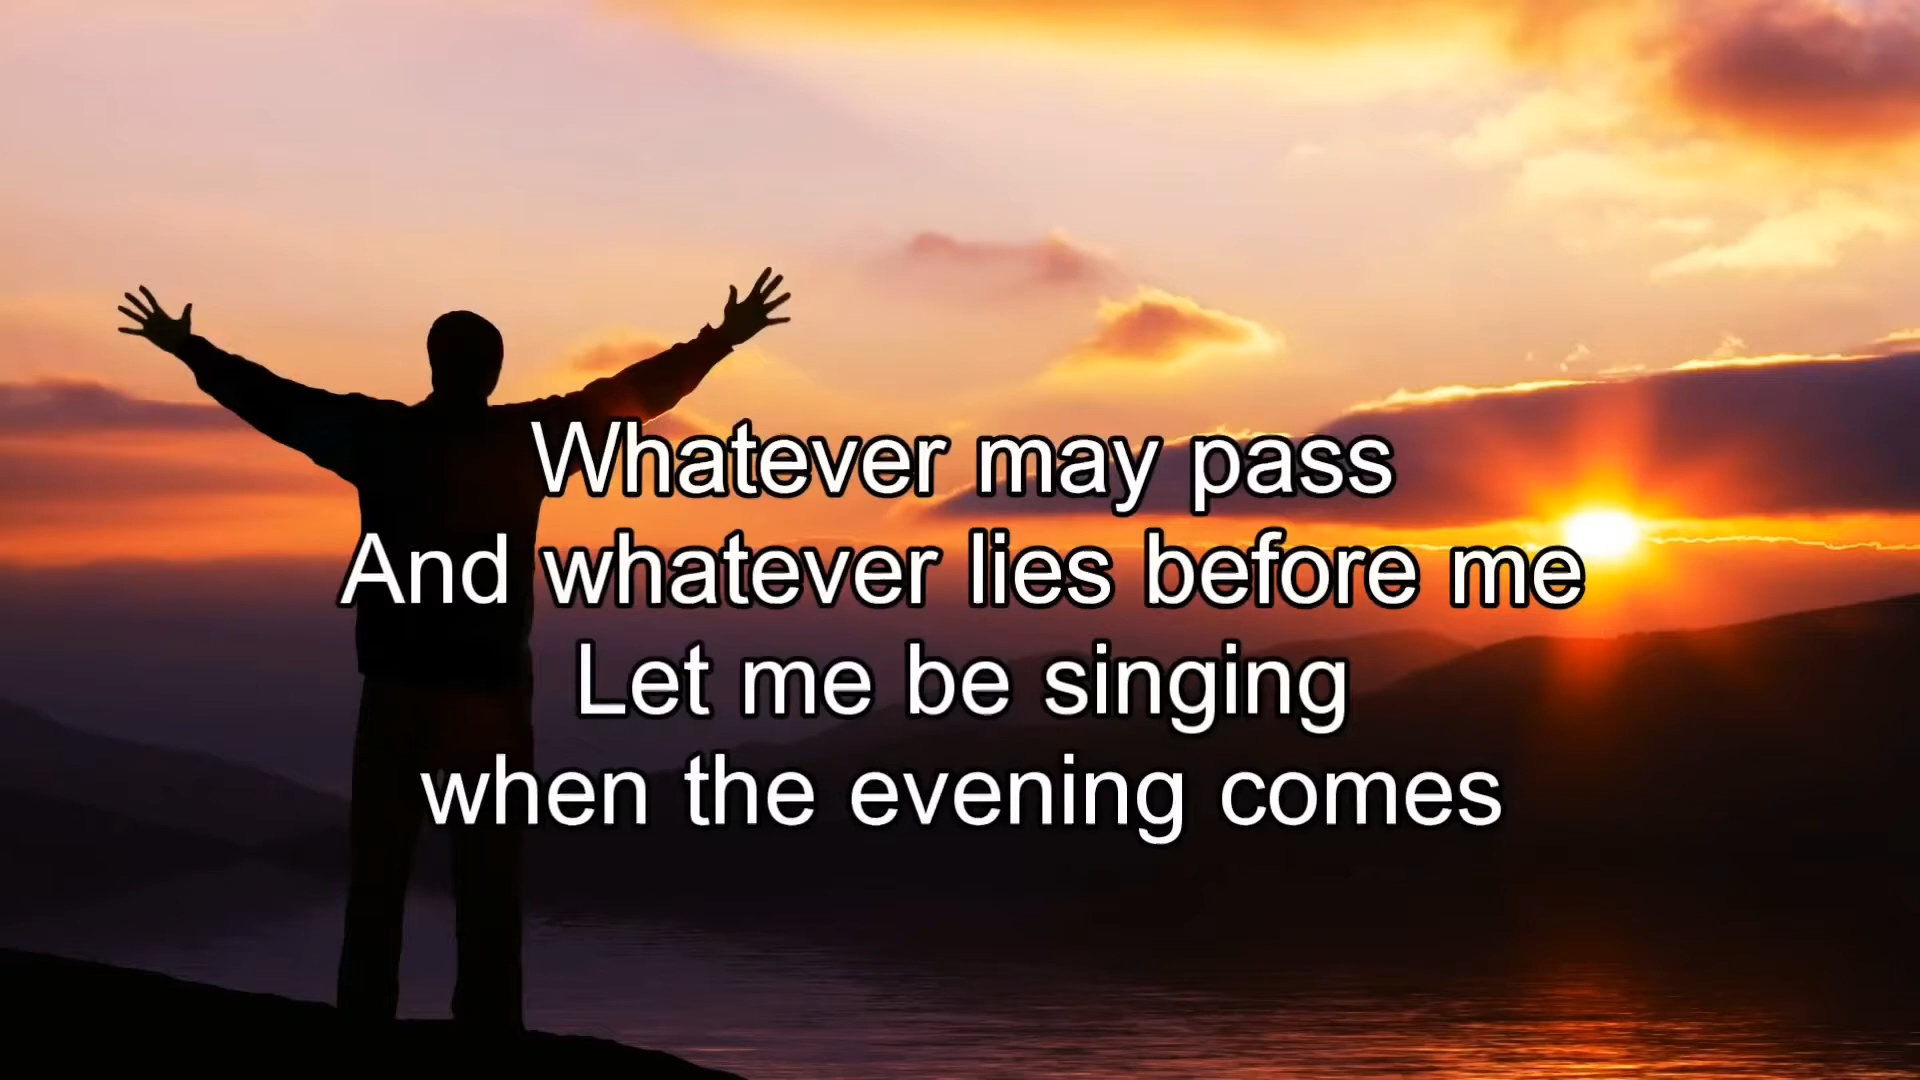 Whatever may pass
And whatever lies before me
Let me be singing
when the evening comes